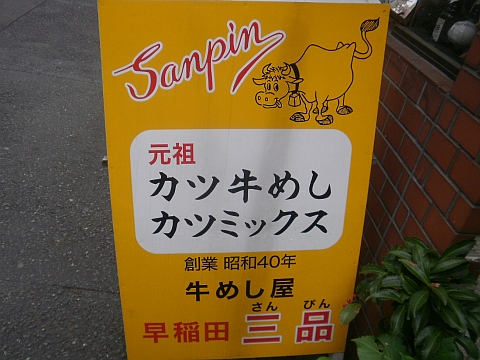 Sanpin
元祖
カツ牛めし
カツミックス
創業 昭和40年
牛めし屋
さん びん
早稲田 三品